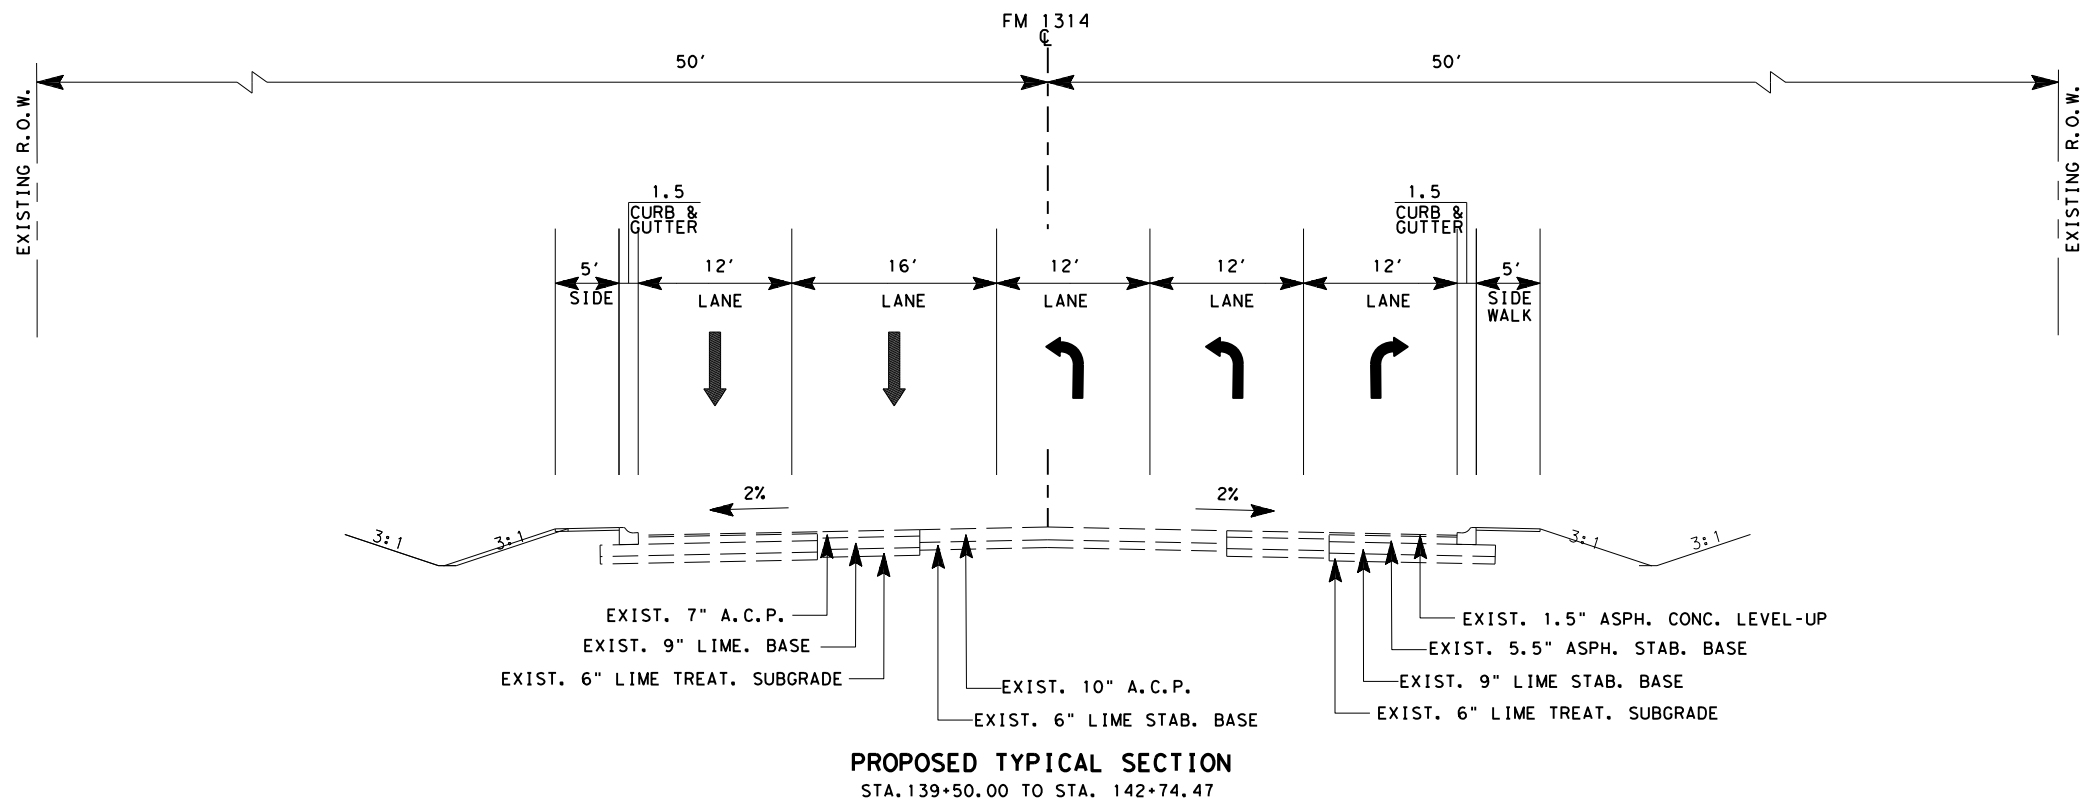 FM 1314
℄
50'
50'
EXISTING R.O.W.
EXISTING R.O.W.
1.5
CURB &
GUTTER
1.5
CURB &
GUTTER
5'
SIDE
12'
LANE
16'
LANE
12'
LANE
12'
LANE
12'
LANE
5'
SIDE
WALK
2%
2%
3:1
3:1
3:1
3:1
EXIST. 7" A.C.P.
EXIST. 9" LIME. BASE
EXIST. 6" LIME TREAT. SUBGRADE
EXIST. 10" A.C.P.
EXIST. 6" LIME STAB. BASE
EXIST. 1.5" ASPH. CONC. LEVEL-UP
EXIST. 5.5" ASPH. STAB. BASE
EXIST. 9" LIME STAB. BASE
EXIST. 6" LIME TREAT. SUBGRADE
PROPOSED TYPICAL SECTION
STA.139+50.00 TO STA. 142+74.47